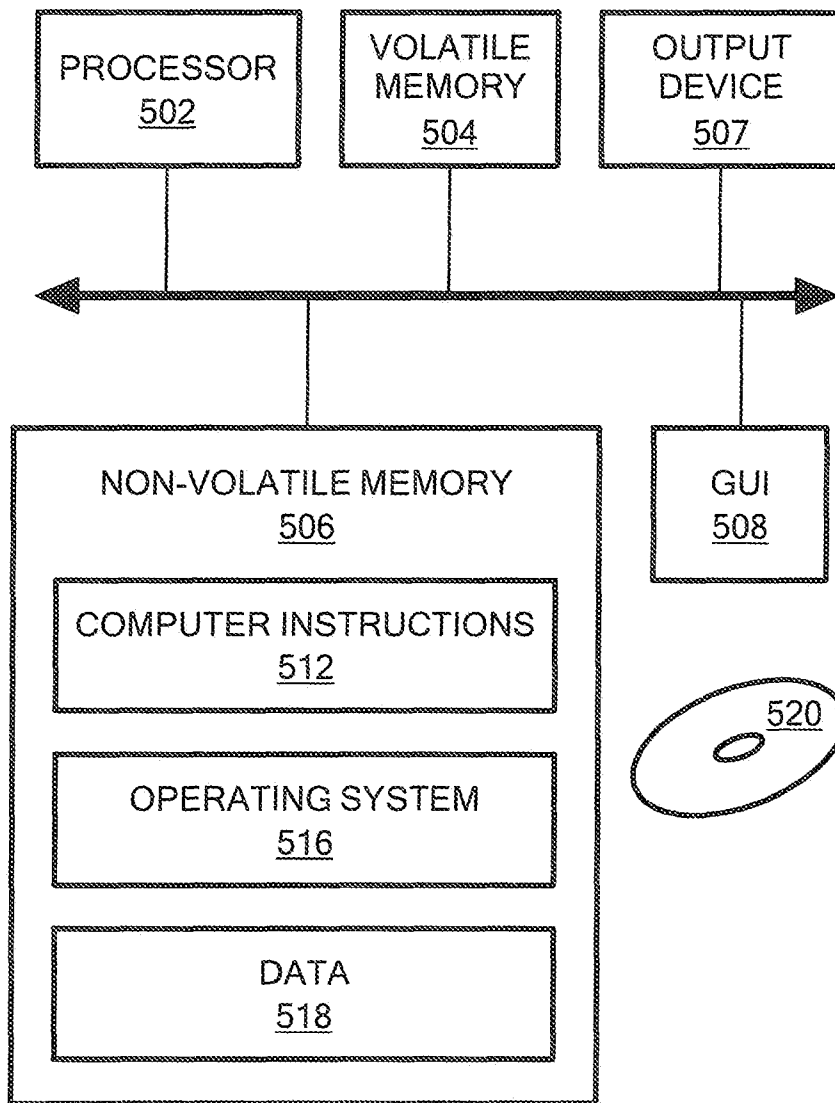 PROCESSOR
502
VOLATILE
MEMORY
504
OUTPUT
DEVICE
507
NON-VOLATILE MEMORY
506
GUI
508
COMPUTER INSTRUCTIONS
512
520
OPERATING SYSTEM
516
DATA
518